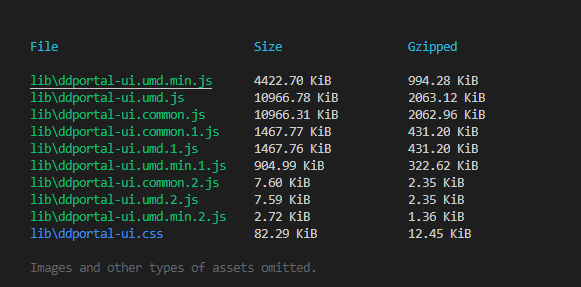 File Size Gzipped
lib\ddportal-ui.umd.min.js 4422.70 KiB 994.28 KiB
lib\ddportal-ui.umd.js 10966.78 KiB 2063.12 KiB
lib\ddportal-ui.common.js 10966.31 KiB 2062.96 KiB
lib\ddportal-ui.common.1.js 1467.77 KiB 431.20 KiB
lib\ddportal-ui.umd.1.js 1467.76 KiB 431.20 KiB
lib\ddportal-ui.umd.min.1.js 904.99 KiB 322.62 KiB
lib\ddportal-ui.common.2.js 7.60 KiB 2.35 KiB
lib\ddportal-ui.umd.2.js 7.59 KiB 2.35 KiB
lib\ddportal-ui.umd.min.2.js 2.72 KiB 1.36 KiB
lib\ddportal-ui.css 82.29 KiB 12.45 KiB
Images and other types of assets omitted.